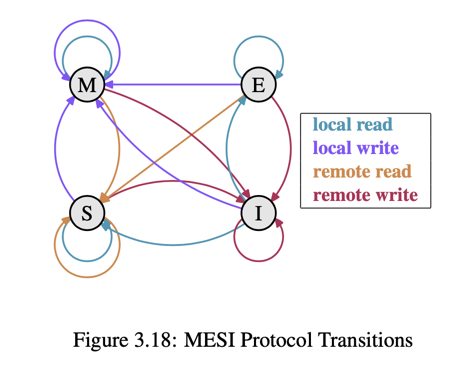 M
E
local read
local write
remote read
remote write
S
I
Figure 3.18: MESI Protocol Transitions